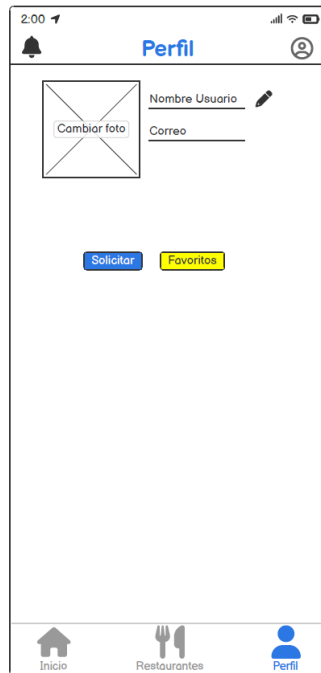 2:00
Perfil
Nombre Usuario
Cambiar foto
Correo
Solicitar
Favoritos
Inicio
Restaurantes
Perfil